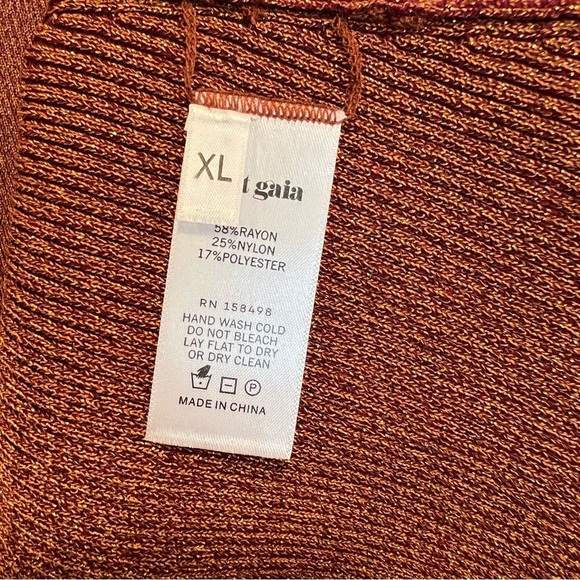 XL
t gaia
58%RAYON
25%NYLON
17%POLYESTER
RN 158498
HAND WASH COLD
DO NOT BLEACH
LAY FLAT TO DRY
OR DRY CLEAN
P
MADE IN CHINA